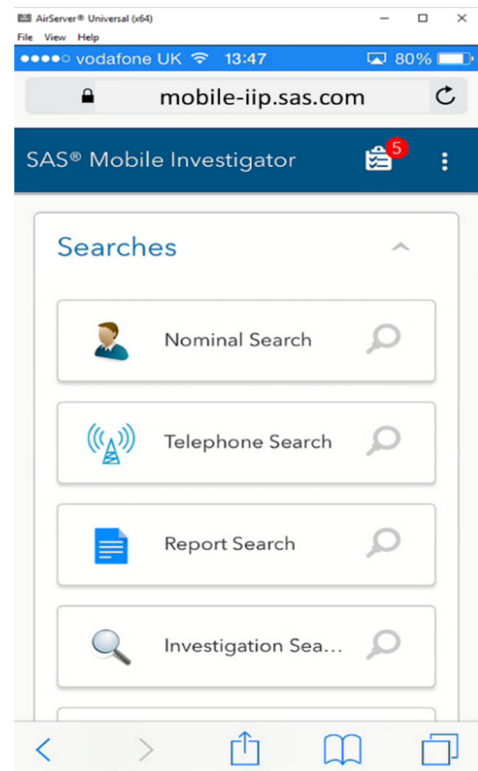 AirServer® Universal (x64)
File View Help
vodafone UK 13:47 80%
mobile-iip.sas.com
SAS® Mobile Investigator 5
Searches
Nominal Search
Telephone Search
Report Search
Investigation Sea...